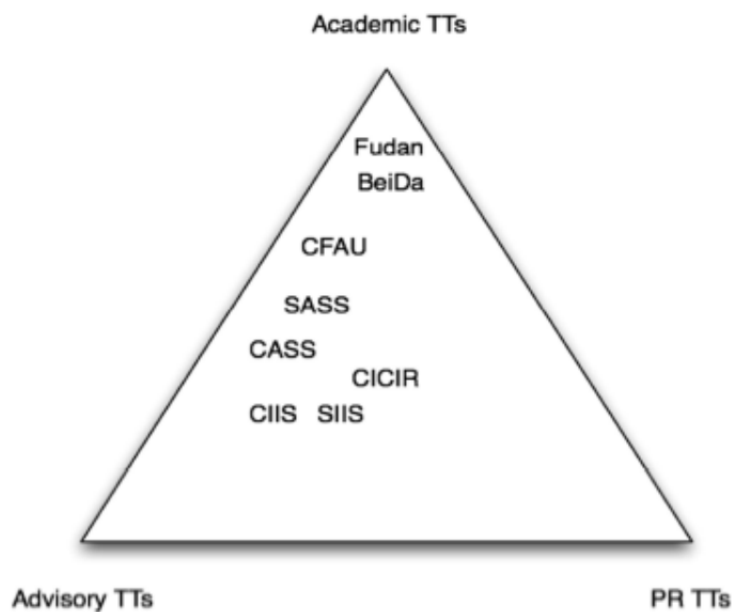 Academic TTs
Fudan
BeiDa
CFAU
SASS
CASS
CICIR
CIIS SIIS
Advisory TTs PR TTs